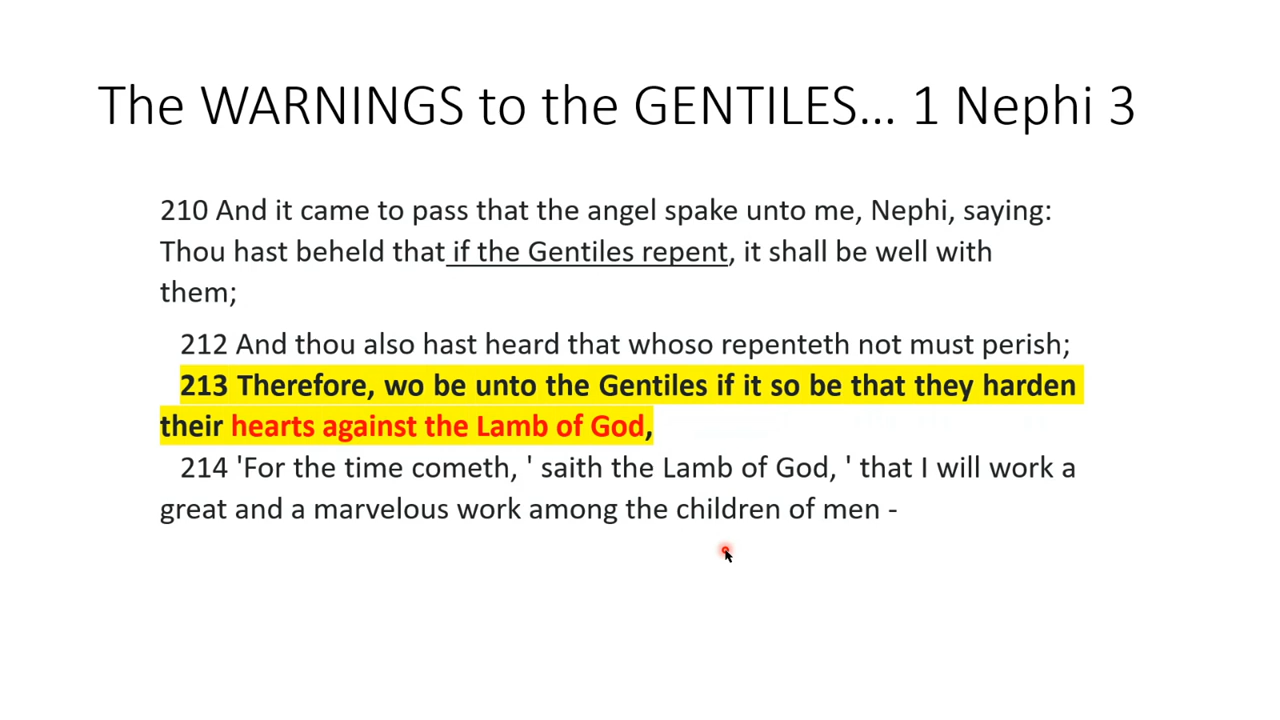 The WARNINGS to the GENTILES... 1 Nephi 3
210 And it came to pass that the angel spake unto me, Nephi, saying:
Thou hast beheld that if the Gentiles repent, it shall be well with
them;
212 And thou also hast heard that whoso repenteth not must perish;
213 Therefore, wo be unto the Gentiles if it so be that they harden
their hearts against the Lamb of God,
214 'For the time cometh, ' saith the Lamb of God, ' that I will work a
great and a marvelous work among the children of men -